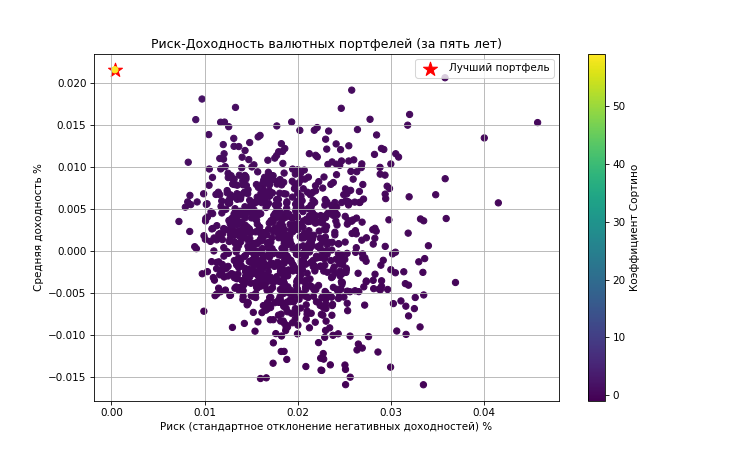 Риск-Доходность валютных портфелей (за пять лет)
Лучший портфель
Средняя доходность %
0.020
0.015
0.010
0.005
0.000
−0.005
−0.010
−0.015
0.00 0.01 0.02 0.03 0.04
Риск (стандартное отклонение негативных доходностей) %
50
40
30
20
10
0
Коэффициент Сортино